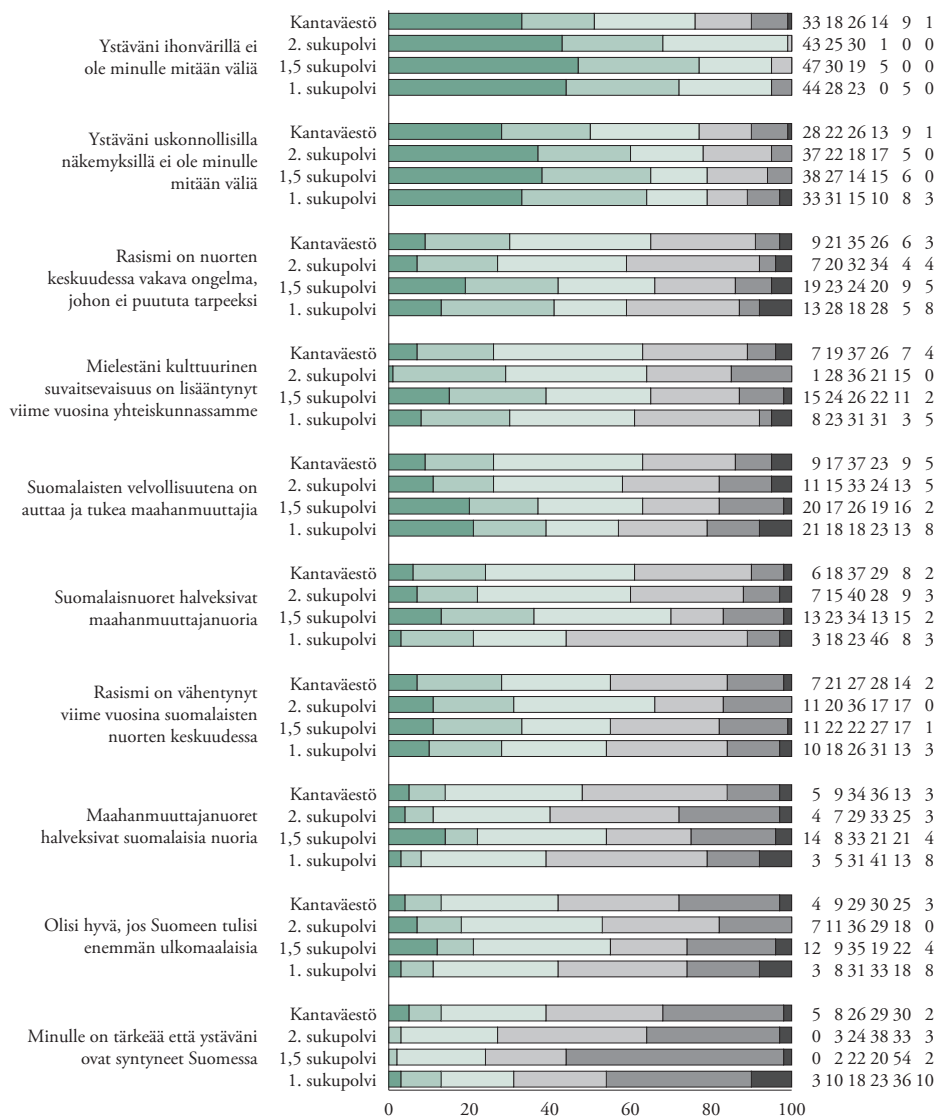 Ystäväni ihonvärillä ei
ole minulle mitään väliä
Kantaväestö 33 18 26 14 9 1
2. sukupolvi 43 25 30 1 0 0
1,5 sukupolvi 47 30 19 5 0 0
1. sukupolvi 44 28 23 0 5 0
Ystäväni uskonnollisilla
näkemyksillä ei ole minulle
mitään väliä
Kantaväestö 28 22 26 13 9 1
2. sukupolvi 37 22 18 17 5 0
1,5 sukupolvi 38 27 14 15 6 0
1. sukupolvi 33 31 15 10 8 3
Rasismi on nuorten
keskuudessa vakava ongelma,
johon ei puututa tarpeeksi
Kantaväestö 9 21 35 26 6 3
2. sukupolvi 7 20 32 34 4 4
1,5 sukupolvi 19 23 24 20 9 5
1. sukupolvi 13 28 18 28 5 8
Mielestäni kulttuurinen
suvaitsevaisuus on lisääntynyt
viime vuosina yhteiskunnassamme
Kantaväestö 7 19 37 26 7 4
2. sukupolvi 1 28 36 21 15 0
1,5 sukupolvi 15 24 26 22 11 2
1. sukupolvi 8 23 31 31 3 5
Suomalaisten velvollisuutena on
auttaa ja tukea maahanmuuttajia
Kantaväestö 9 17 37 23 9 5
2. sukupolvi 11 15 33 24 13 5
1,5 sukupolvi 20 17 26 19 16 2
1. sukupolvi 21 18 18 23 13 8
Suomalaisnuoret halveksivat
maahanmuuttajanuoria
Kantaväestö 6 18 37 29 8 2
2. sukupolvi 7 15 40 28 9 3
1,5 sukupolvi 13 23 34 13 15 2
1. sukupolvi 3 18 23 46 8 3
Rasismi on vähentynyt
viime vuosina suomalaisten
nuorten keskuudessa
Kantaväestö 7 21 27 28 14 2
2. sukupolvi 11 20 36 17 17 0
1,5 sukupolvi 11 22 22 27 17 1
1. sukupolvi 10 18 26 31 13 3
Maahanmuuttajanuoret
halveksivat suomalaisia nuoria
Kantaväestö 5 9 34 36 13 3
2. sukupolvi 4 7 29 33 25 3
1,5 sukupolvi 14 8 33 21 21 4
1. sukupolvi 3 5 31 41 13 8
Olisi hyvä, jos Suomeen tulisi
enemmän ulkomaalaisia
Kantaväestö 4 9 29 30 25 3
2. sukupolvi 7 11 36 29 18 0
1,5 sukupolvi 12 9 35 19 22 4
1. sukupolvi 3 8 31 33 18 8
Minulle on tärkeää että ystäväni
ovat syntyneet Suomessa
Kantaväestö 5 8 26 29 30 2
2. sukupolvi 0 3 24 38 33 3
1,5 sukupolvi 0 2 22 20 54 2
1. sukupolvi 3 10 18 23 36 10
0 20 40 60 80 100